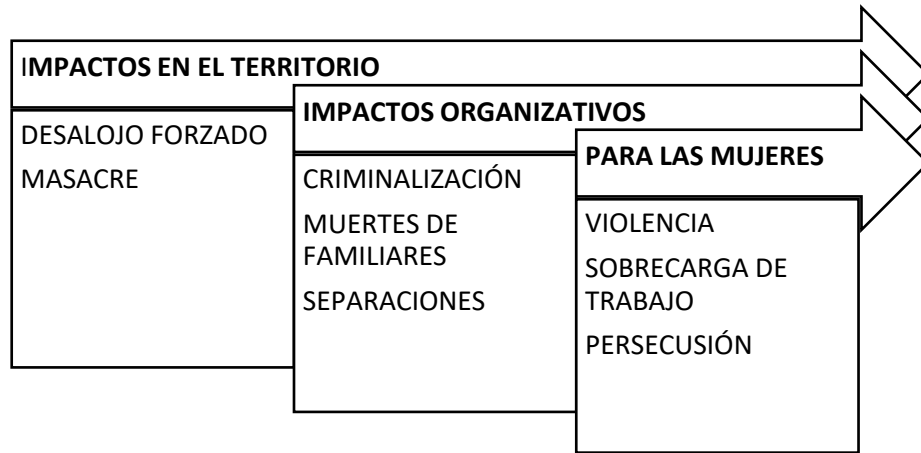 IMPACTOS EN EL TERRITORIO
DESALOJO FORZADO
MASACRE
IMPACTOS ORGANIZATIVOS
CRIMINALIZACIÓN
MUERTES DE
FAMILIARES
SEPARACIONES
PARA LAS MUJERES
VIOLENCIA
SOBRECARGA DE
TRABAJO
PERSECUSIÓN